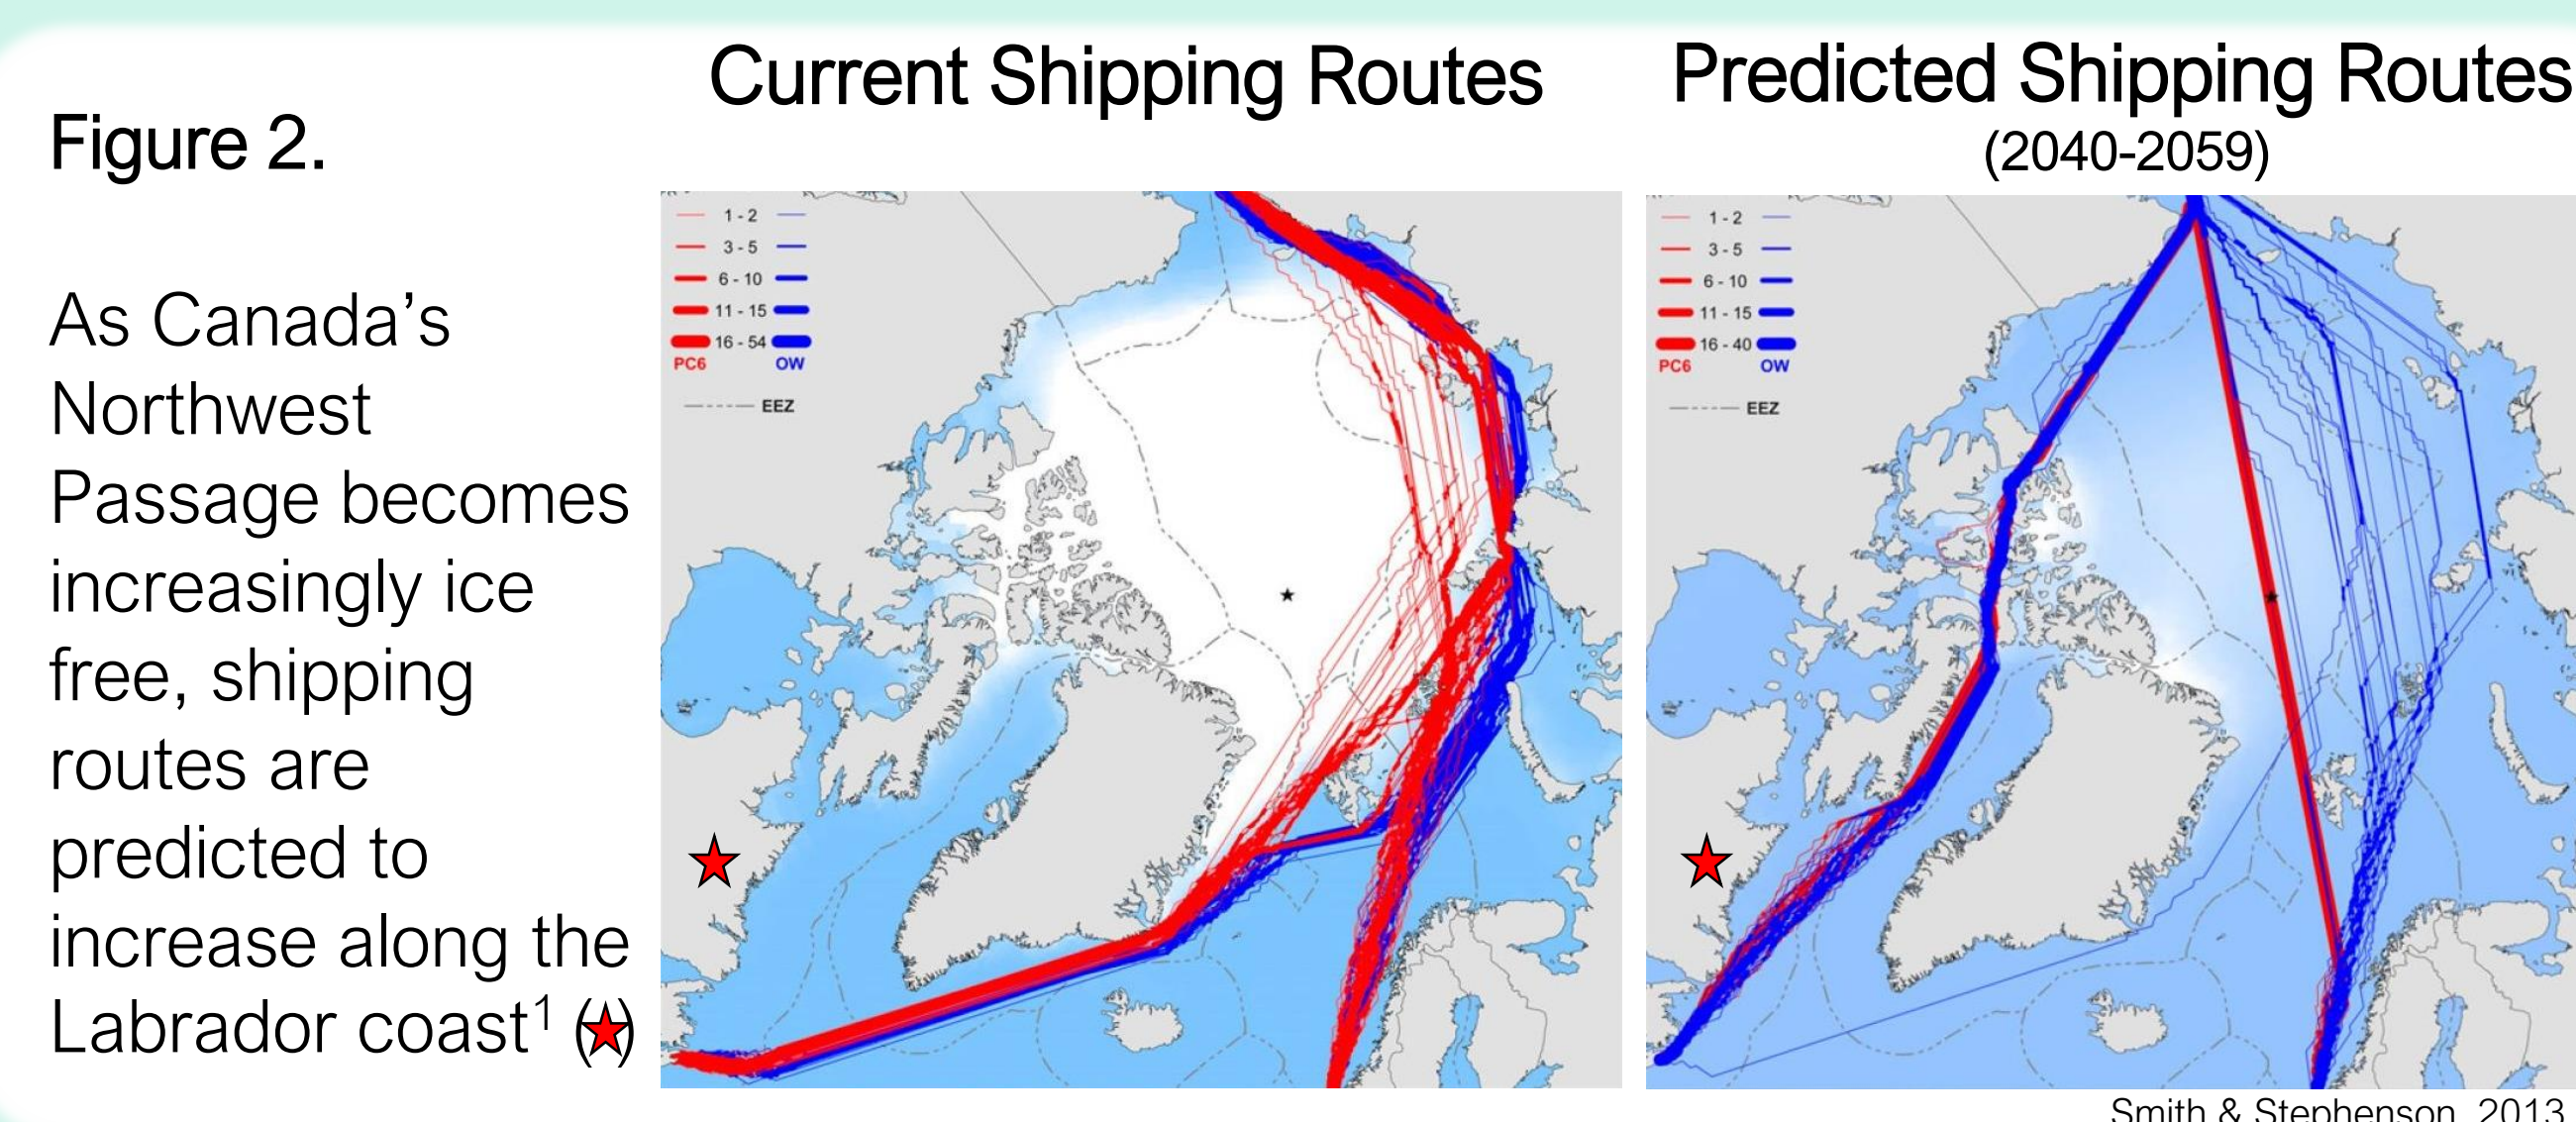 Current Shipping Routes
Predicted Shipping Routes
(2040-2059)
Figure 2.
As Canada’s
Northwest
Passage becomes
increasingly ice
free, shipping
routes are
predicted to
increase along the
Labrador coast¹ (★)
1 - 2
3 - 5
6 - 10
11 - 15
16 - 54
PC6 OW
EEZ
1 - 2
3 - 5
6 - 10
11 - 15
16 - 40
PC6 OW
EEZ
Smith & Stephenson, 2013